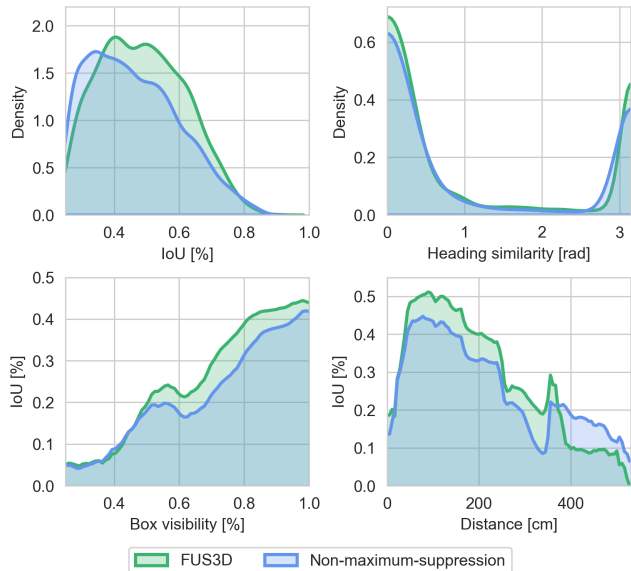 2.0
1.5
1.0
0.5
0.0
Density
0.4 0.6 0.8 1.0
IoU [%]
0.6
0.4
0.2
0.0
Density
0 1 2 3
Heading similarity [rad]
0.5
0.4
0.3
0.2
0.1
0.0
IoU [%]
0.4 0.6 0.8 1.0
Box visibility [%]
0.5
0.4
0.3
0.2
0.1
0.0
IoU [%]
0 200 400
Distance [cm]
FUS3D Non-maximum-suppression